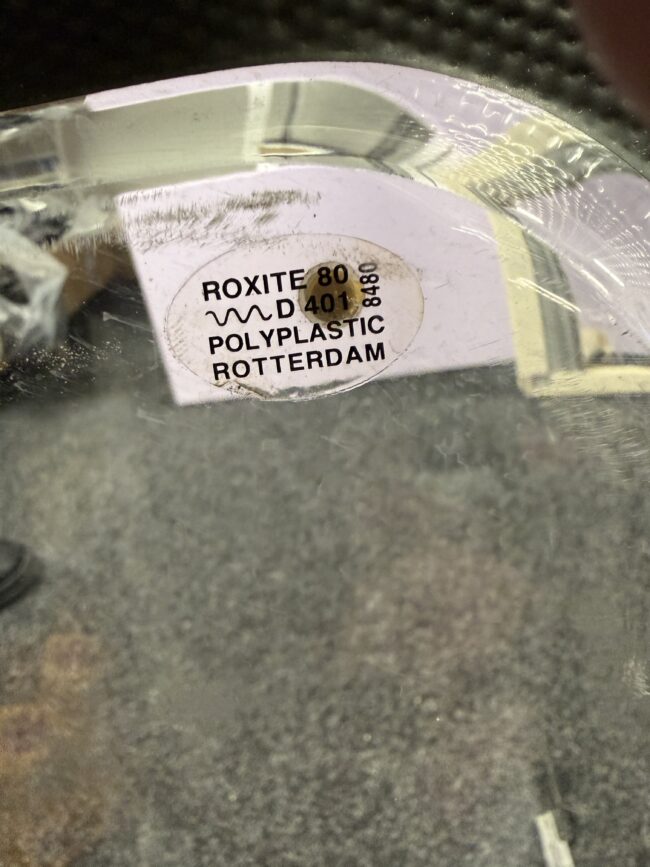 ROXITE 80
D 401
8480
POLYPLASTIC
ROTTERDAM